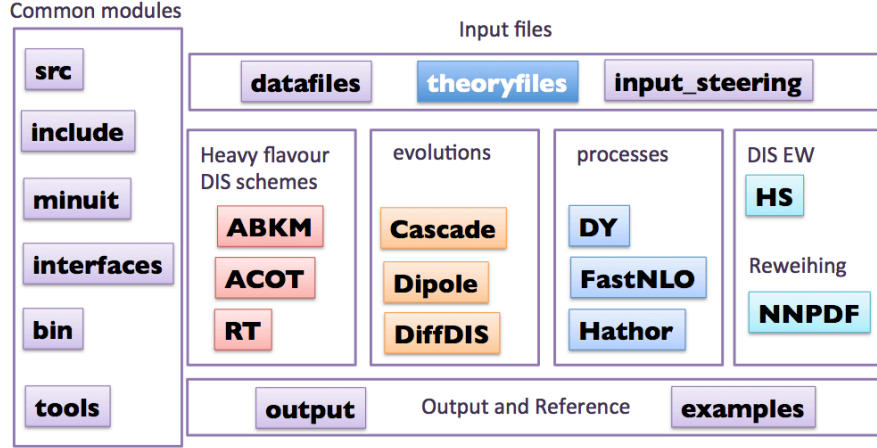 Common modules
src
include
minuit
interfaces
bin
tools
Input files
datafiles
theoryfiles
input_steering
Heavy flavour
DIS schemes
ABKM
ACOT
RT
evolutions
Cascade
Dipole
DiffDIS
processes
DY
FastNLO
Hathor
DIS EW
HS
Reweihing
NNPDF
output
Output and Reference
examples